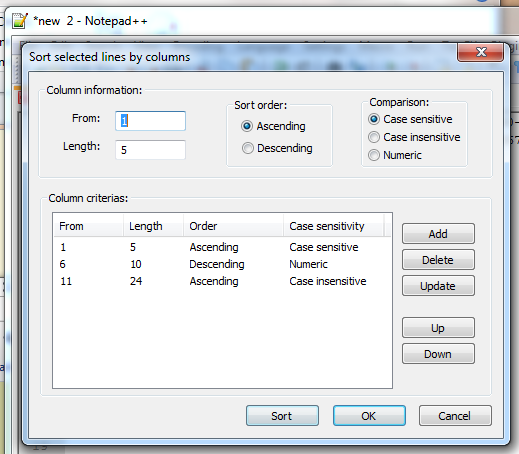 *new  2 - Notepad++
Sort selected lines by columns
Column information:
From: 1
Length: 5
Sort order:
Ascending
Descending
Comparison:
Case sensitive
Case insensitive
Numeric
Column criterias:
From Length Order Case sensitivity
1 5 Ascending Case sensitive
6 10 Descending Numeric
11 24 Ascending Case insensitive
Add
Delete
Update
Up
Down
Sort OK Cancel